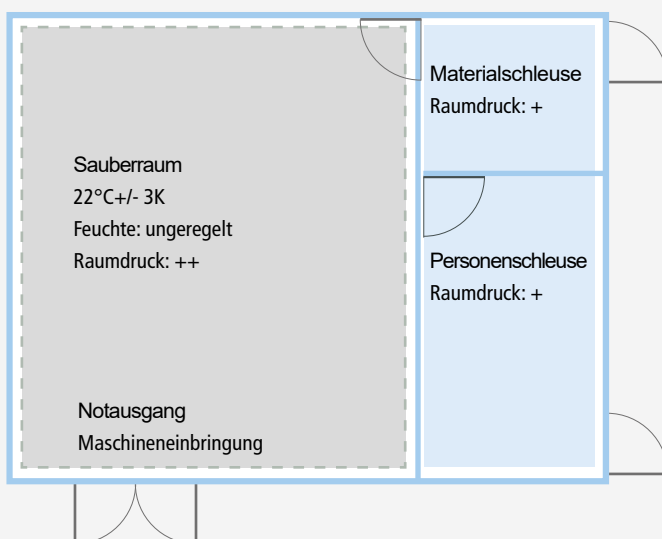 Materialschleuse
Raumdruck: +
Sauberraum
22°C+/- 3K
Feuchte: ungeregelt
Raumdruck: ++
Personenschleuse
Raumdruck: +
Notausgang
Maschineneinbringung